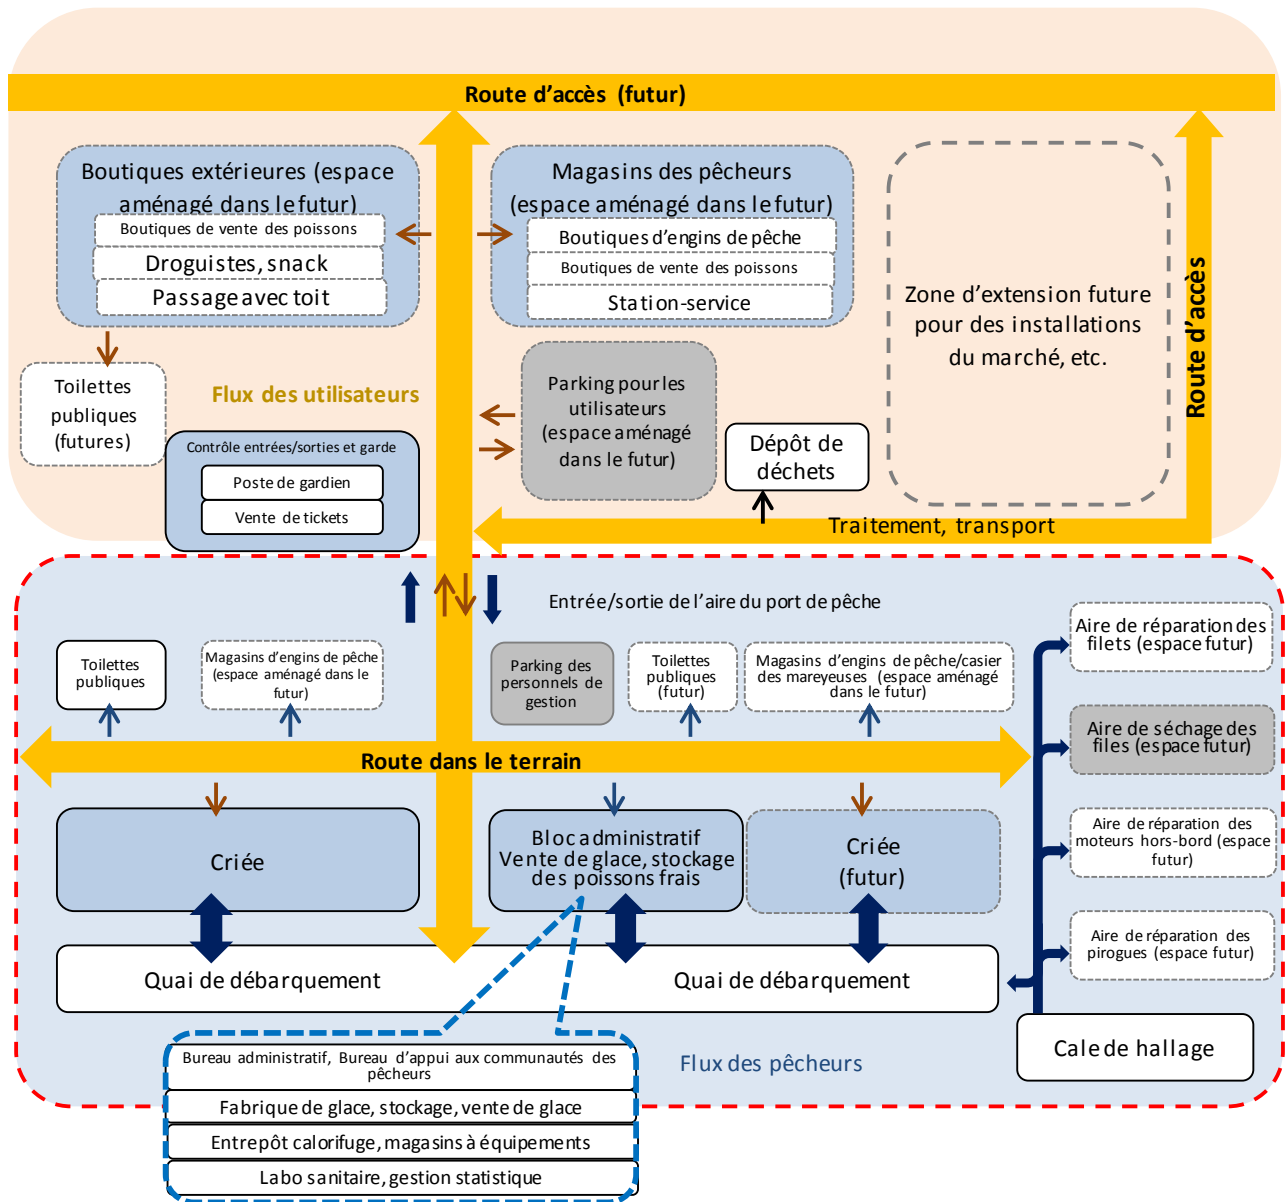 Route d’accès (futur)
Boutiques extérieures (espace
aménagé dans le futur)
Boutiques de vente des poissons
Droguistes, snack
Passage avec toit
Magasins des pêcheurs
(espace aménagé dans le futur)
Boutiques d’engins de pêche
Boutiques de vente des poissons
Station-service
Zone d’extension future
pour des installations
du marché, etc.
Route d’accès
Toilettes
publiques
(futures)
Flux des utilisateurs
Parking pour les
utilisateurs
(espace aménagé
dans le futur)
Contrôle entrées/sorties et garde
Poste de gardien
Vente de tickets
Dépôt de
déchets
Traitement, transport
Entrée/sortie de l’aire du port de pêche
Toilettes
publiques
Magasins d’engins de pêche
(espace aménagé dans le
futur)
Parking des
personnels de
gestion
Toilettes
publiques
(futur)
Magasins d’engins de pêche/casier
des mareyeuses (espace aménagé
dans le futur)
Aire de réparation des
filets (espace futur)
Aire de séchage des
files (espace futur)
Aire de réparation des
moteurs hors-bord (espace
futur)
Aire de réparation des
pirogues (espace futur)
Route dans le terrain
Criée
Bloc administratif
Vente de glace, stockage
des poissons frais
Criée
(futur)
Quai de débarquement
Quai de débarquement
Cale de hallage
Flux des pêcheurs
Bureau administratif, Bureau d’appui aux communautés des
pêcheurs
Fabrique de glace, stockage, vente de glace
Entrepôt calorifuge, magasins à équipements
Labo sanitaire, gestion statistique